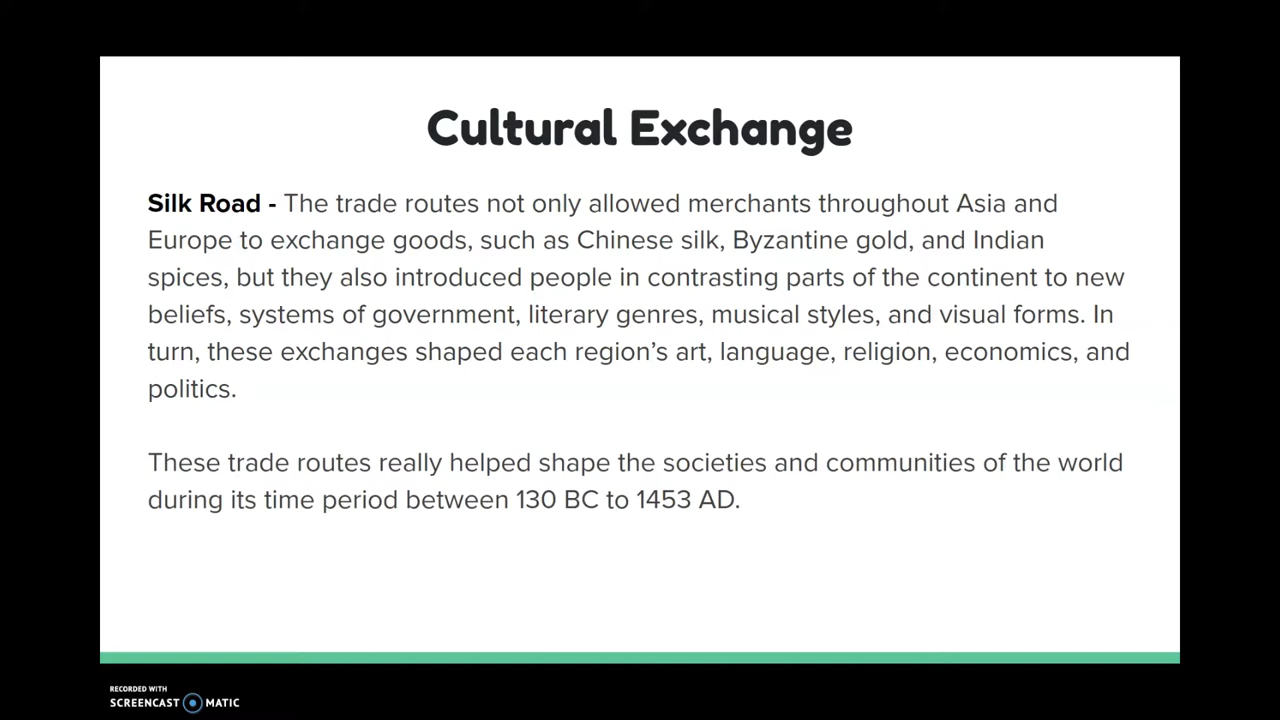 Cultural Exchange
Silk Road - The trade routes not only allowed merchants throughout Asia and
Europe to exchange goods, such as Chinese silk, Byzantine gold, and Indian
spices, but they also introduced people in contrasting parts of the continent to new
beliefs, systems of government, literary genres, musical styles, and visual forms. In
turn, these exchanges shaped each region’s art, language, religion, economics, and
politics.
These trade routes really helped shape the societies and communities of the world
during its time period between 130 BC to 1453 AD.
RECORDED WITH
SCREENCAST MATIC